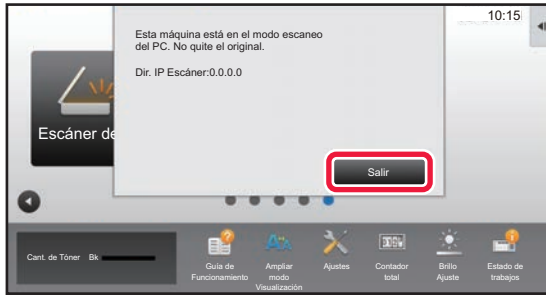 10:15
Esta máquina está en el modo escaneo
del PC. No quite el original.
Dir. IP Escáner:0.0.0.0
Escáner de
Salir
Cant. de Tóner Bk
Guía de
Funcionamiento
Ampliar
modo
Visualización
Ajustes
Contador
total
Brillo
Ajuste
Estado de
trabajos